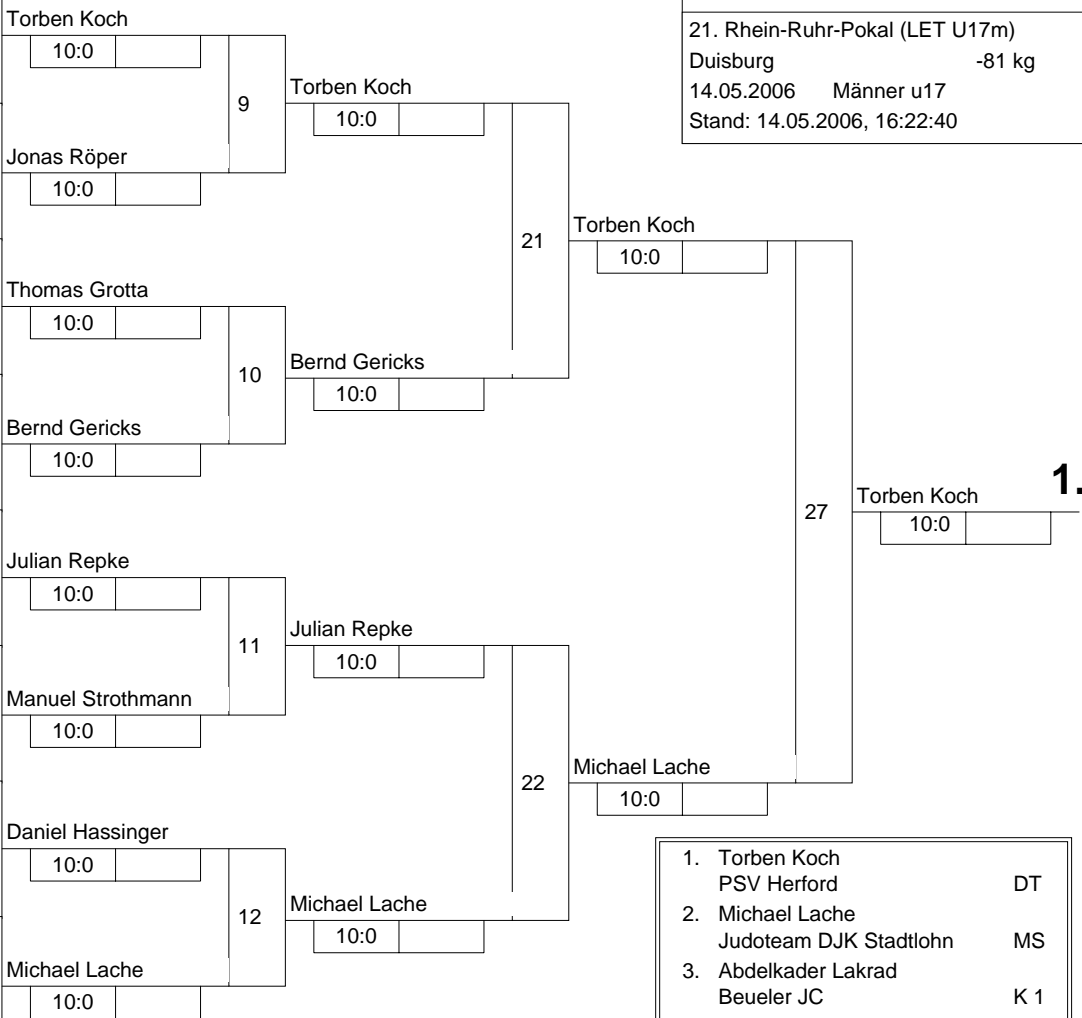 Torben Koch
10:0
9
Jonas Röper
10:0
Thomas Grotta
10:0
10
Bernd Gericks
10:0
Julian Repke
10:0
11
Manuel Strothmann
10:0
Daniel Hassinger
10:0
12
Michael Lache
10:0
Torben Koch
10:0
21
Bernd Gericks
10:0
Julian Repke
10:0
22
Michael Lache
10:0
Torben Koch
10:0
27
Michael Lache
10:0
Torben Koch 1.
10:0
21. Rhein-Ruhr-Pokal (LET U17m)
Duisburg -81 kg
14.05.2006 Männer u17
Stand: 14.05.2006, 16:22:40
1. Torben Koch
PSV Herford DT
2. Michael Lache
Judoteam DJK Stadtlohn MS
3. Abdelkader Lakrad
Beueler JC K 1